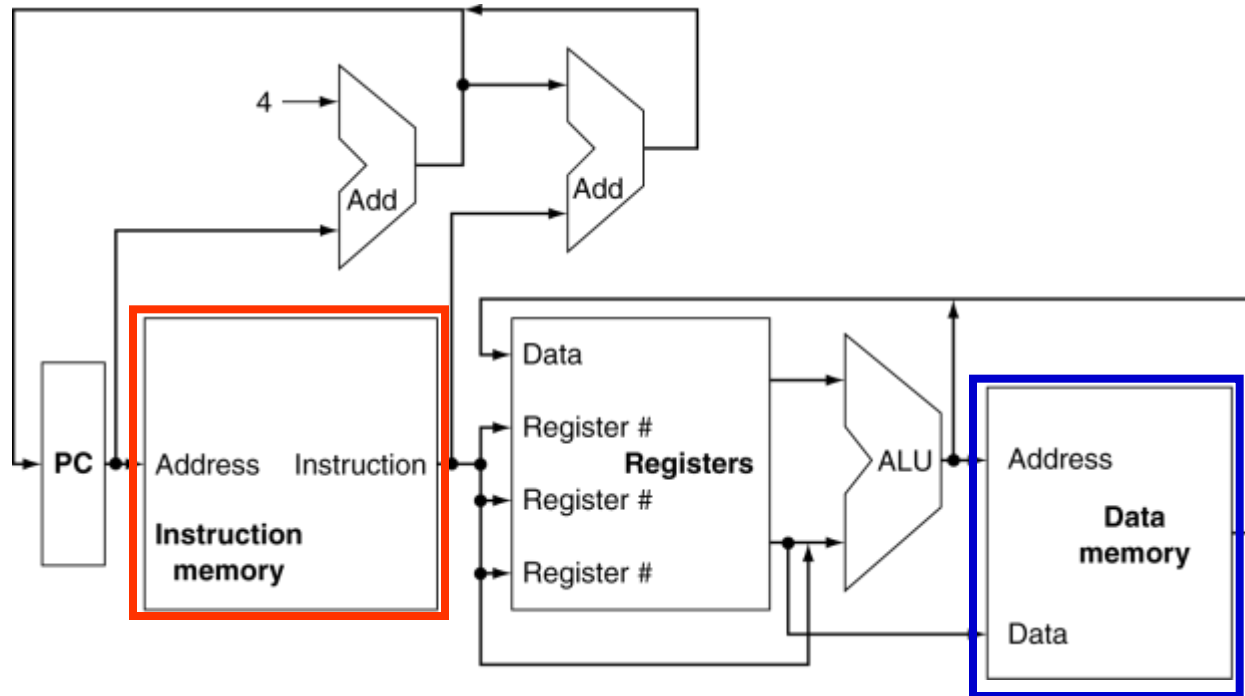 4
Add
Add
Data
Register #
Register #
Register #
Registers
PC
Address
Instruction
Instruction
memory
ALU
Address
Data
memory
Data